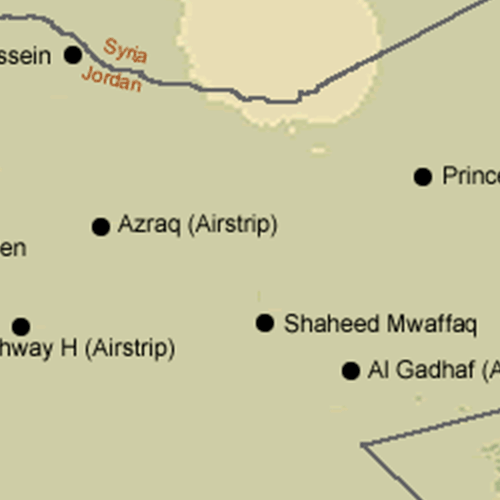 ssein
Syria
Jordan
Prince
Azraq (Airstrip)
en
Shaheed Mwaffaq
hway H (Airstrip)
Al Gadhaf (A